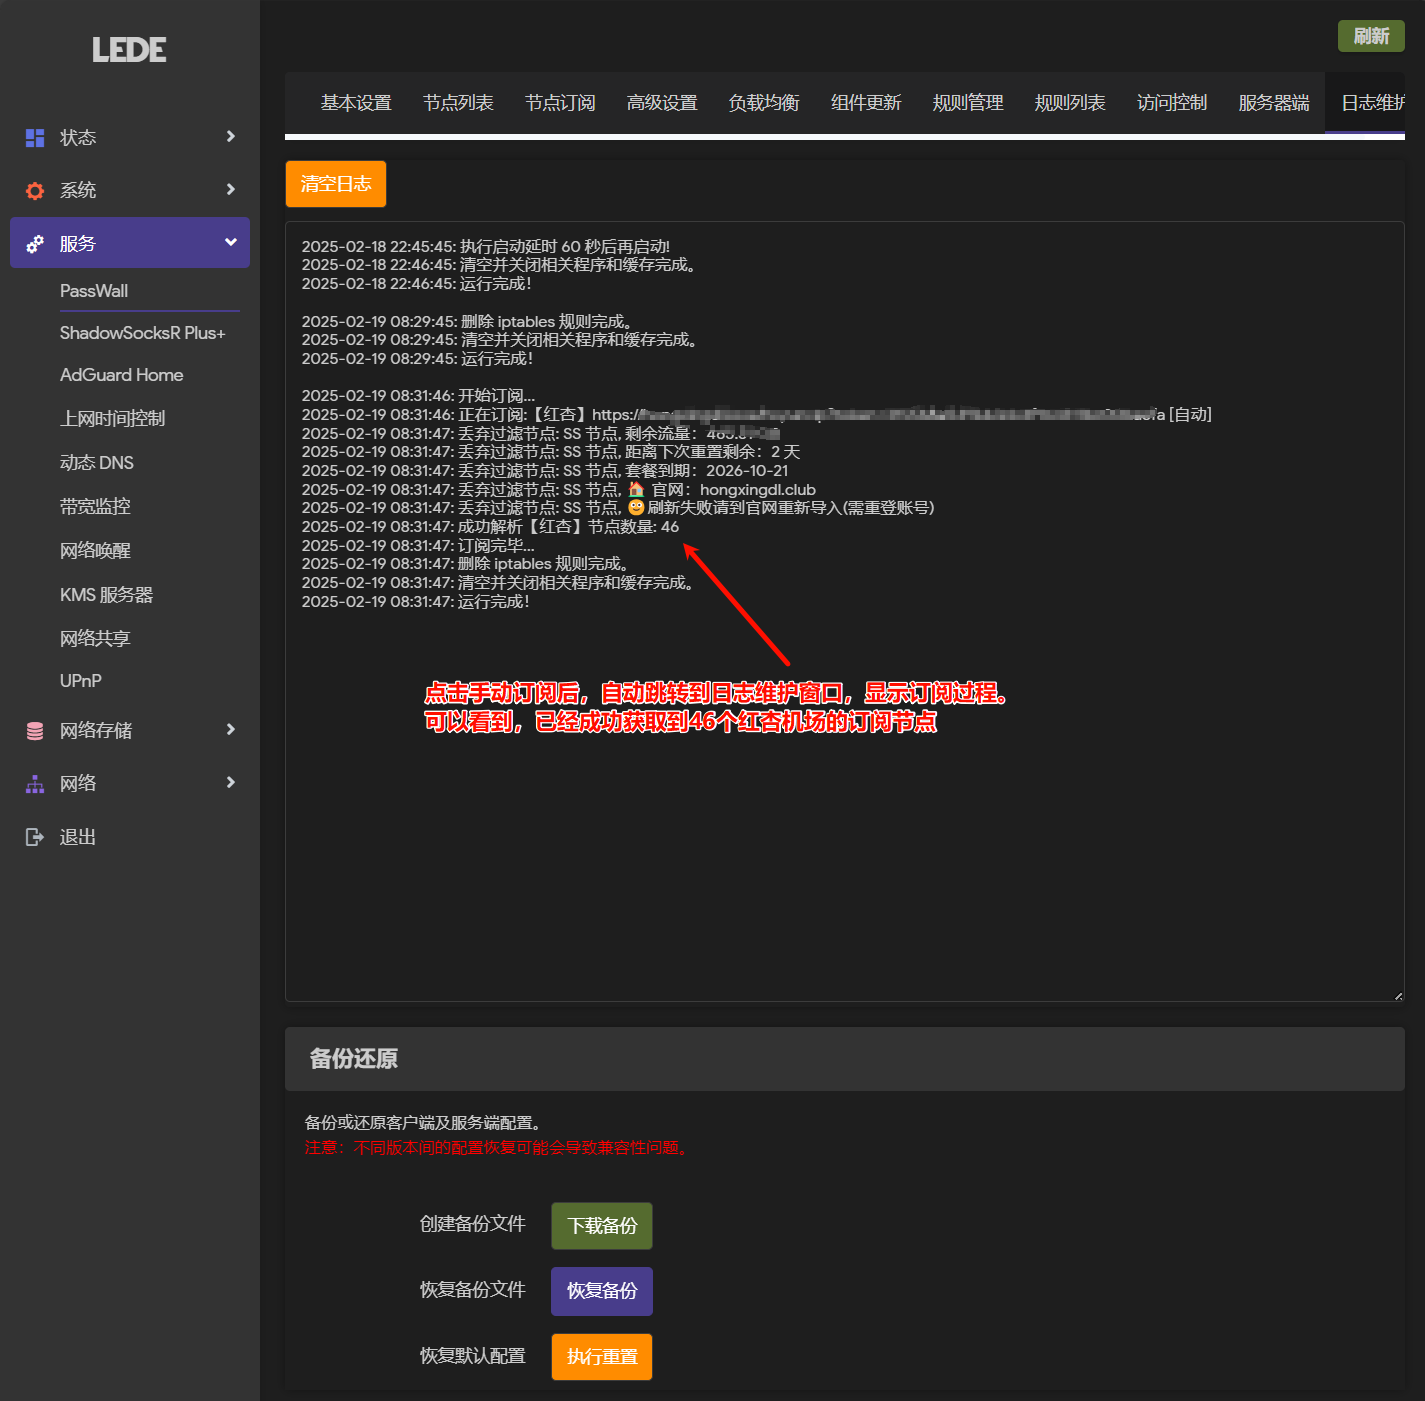 LEDE
状态
系统
服务
PassWall
ShadowSocksR Plus+
AdGuard Home
上网时间控制
动态 DNS
带宽监控
网络唤醒
KMS 服务器
网络共享
UPnP
网络存储
网络
退出
刷新
基本设置 节点列表 节点订阅 高级设置 负载均衡 组件更新 规则管理 规则列表 访问控制 服务器端 日志维护
清空日志
2025-02-18 22:45:45: 执行启动延时 60 秒后再启动!
2025-02-18 22:46:45: 清空并关闭相关程序和缓存完成。
2025-02-18 22:46:45: 运行完成！
2025-02-19 08:29:45: 删除 iptables 规则完成。
2025-02-19 08:29:45: 清空并关闭相关程序和缓存完成。
2025-02-19 08:29:45: 运行完成！
2025-02-19 08:31:46: 开始订阅...
2025-02-19 08:31:46: 正在订阅:【红杏】https:/ [自动]
2025-02-19 08:31:47: 丢弃过滤节点: SS 节点, 剩余流量：
2025-02-19 08:31:47: 丢弃过滤节点: SS 节点, 距离下次重置剩余：2 天
2025-02-19 08:31:47: 丢弃过滤节点: SS 节点, 套餐到期：2026-10-21
2025-02-19 08:31:47: 丢弃过滤节点: SS 节点, 🏠 官网：hongxingdl.club
2025-02-19 08:31:47: 丢弃过滤节点: SS 节点, 😳刷新失败请到官网重新导入(需重登账号)
2025-02-19 08:31:47: 成功解析【红杏】节点数量: 46
2025-02-19 08:31:47: 订阅完毕...
2025-02-19 08:31:47: 删除 iptables 规则完成。
2025-02-19 08:31:47: 清空并关闭相关程序和缓存完成。
2025-02-19 08:31:47: 运行完成！
点击手动订阅后，自动跳转到日志维护窗口，显示订阅过程。
可以看到，已经成功获取到46个红杏机场的订阅节点
备份还原
备份或还原客户端及服务端配置。
注意：不同版本间的配置恢复可能会导致兼容性问题。
创建备份文件 下载备份
恢复备份文件 恢复备份
恢复默认配置 执行重置